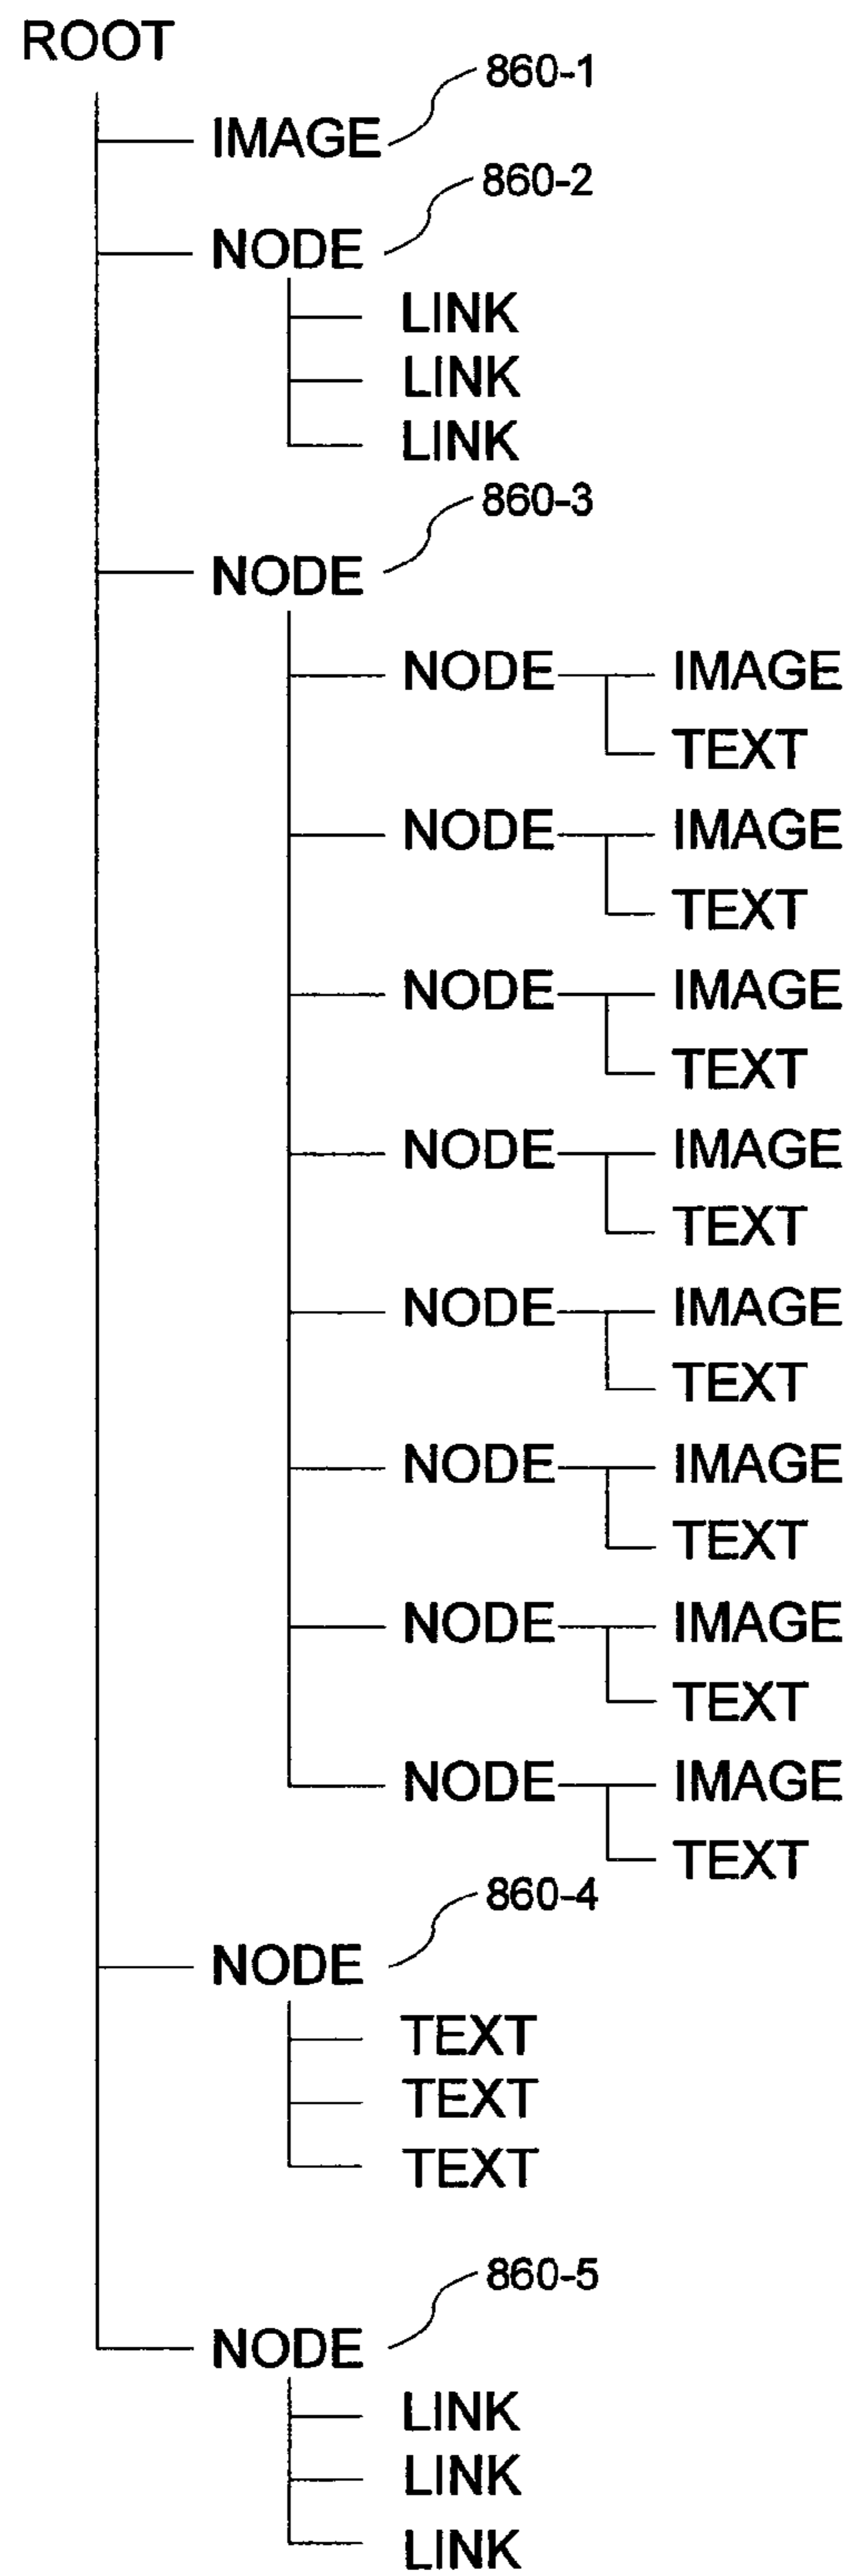 ROOT
860-1
IMAGE
860-2
NODE
LINK
LINK
LINK
860-3
NODE
NODE IMAGE
TEXT
NODE IMAGE
TEXT
NODE IMAGE
TEXT
NODE IMAGE
TEXT
NODE IMAGE
TEXT
NODE IMAGE
TEXT
NODE IMAGE
TEXT
NODE IMAGE
TEXT
860-4
NODE
TEXT
TEXT
TEXT
860-5
NODE
LINK
LINK
LINK